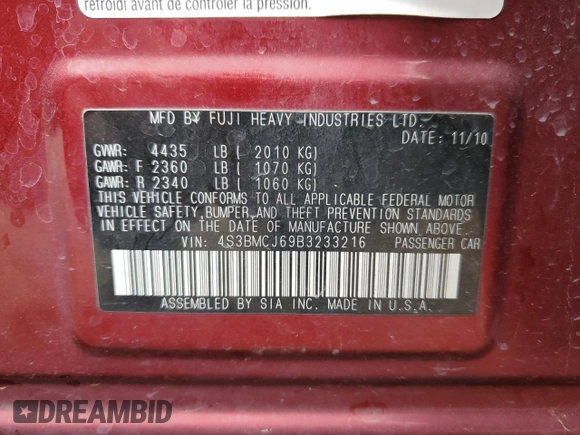 refroidi avant de contrôler la pression.
MFD BY FUJI HEAVY INDUSTRIES LTD.
DATE: 11/10
GVWR: 4435 LB ( 2010 KG)
GAWR: F 2360 LB ( 1070 KG)
GAWR: R 2340 LB ( 1060 KG)
THIS VEHICLE CONFORMS TO ALL APPLICABLE FEDERAL MOTOR
VEHICLE SAFETY,BUMPER,AND THEFT PREVENTION STANDARDS
IN EFFECT ON THE DATE OF MANUFACTURE SHOWN ABOVE.
VIN: 4S3BMCJ69B3233216 PASSENGER CAR
ASSEMBLED BY SIA INC. MADE IN U.S.A.
DREAMBID